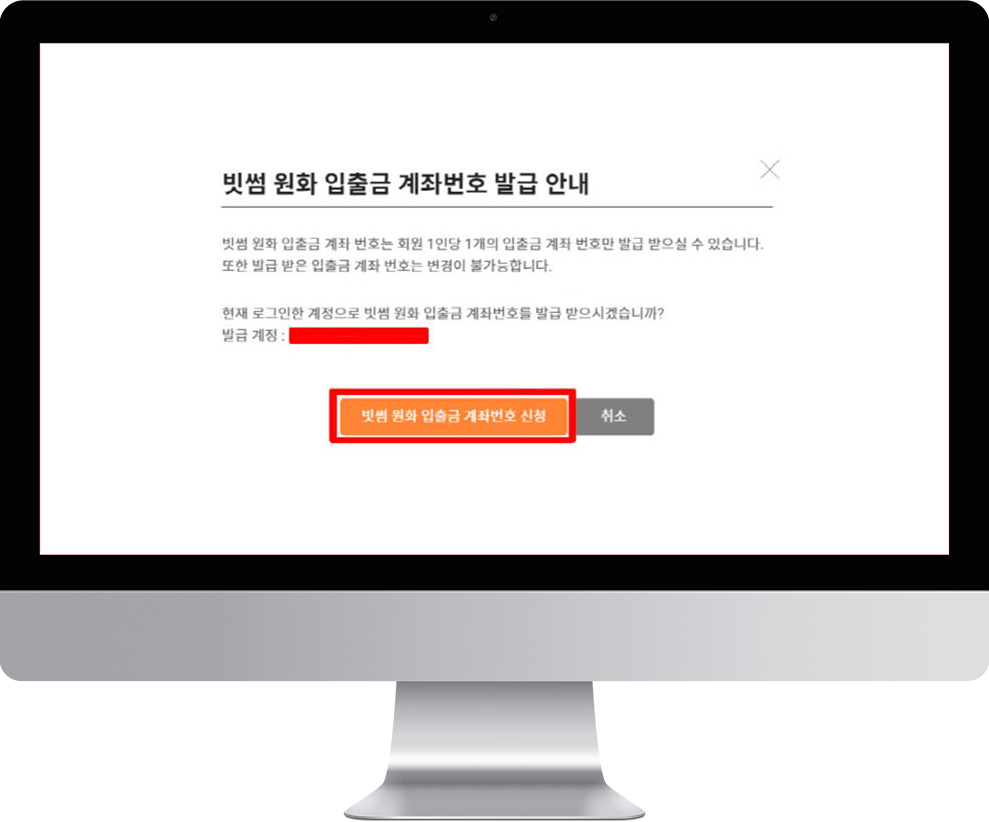 빗썸 원화 입출금 계좌번호 발급 안내
빗썸 원화 입출금 계좌 번호는 회원 1인당 1개의 입출금 계좌 번호만 발급 받으실 수 있습니다.
또한 발급 받은 입출금 계좌 번호는 변경이 불가능합니다.
현재 로그인한 계정으로 빗썸 원화 입출금 계좌번호를 발급 받으시겠습니까?
발급 계정 :
빗썸 원화 입출금 계좌번호 신청
취소